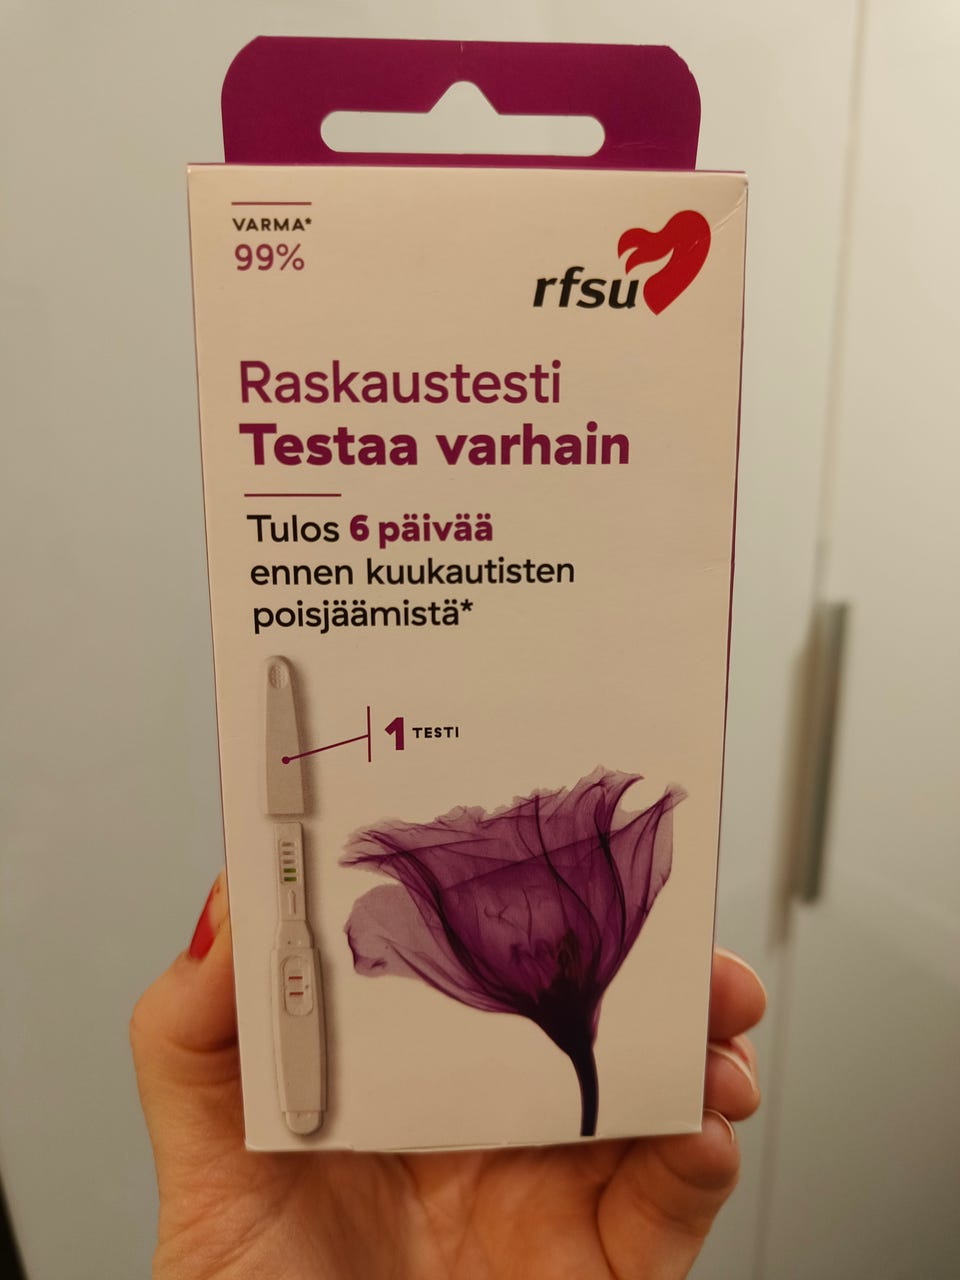 VARMA*
99%
rfsu
Raskaustesti
Testaa varhain
Tulos 6 päivää
ennen kuukautisten
poisjäämistä*
1 TESTI